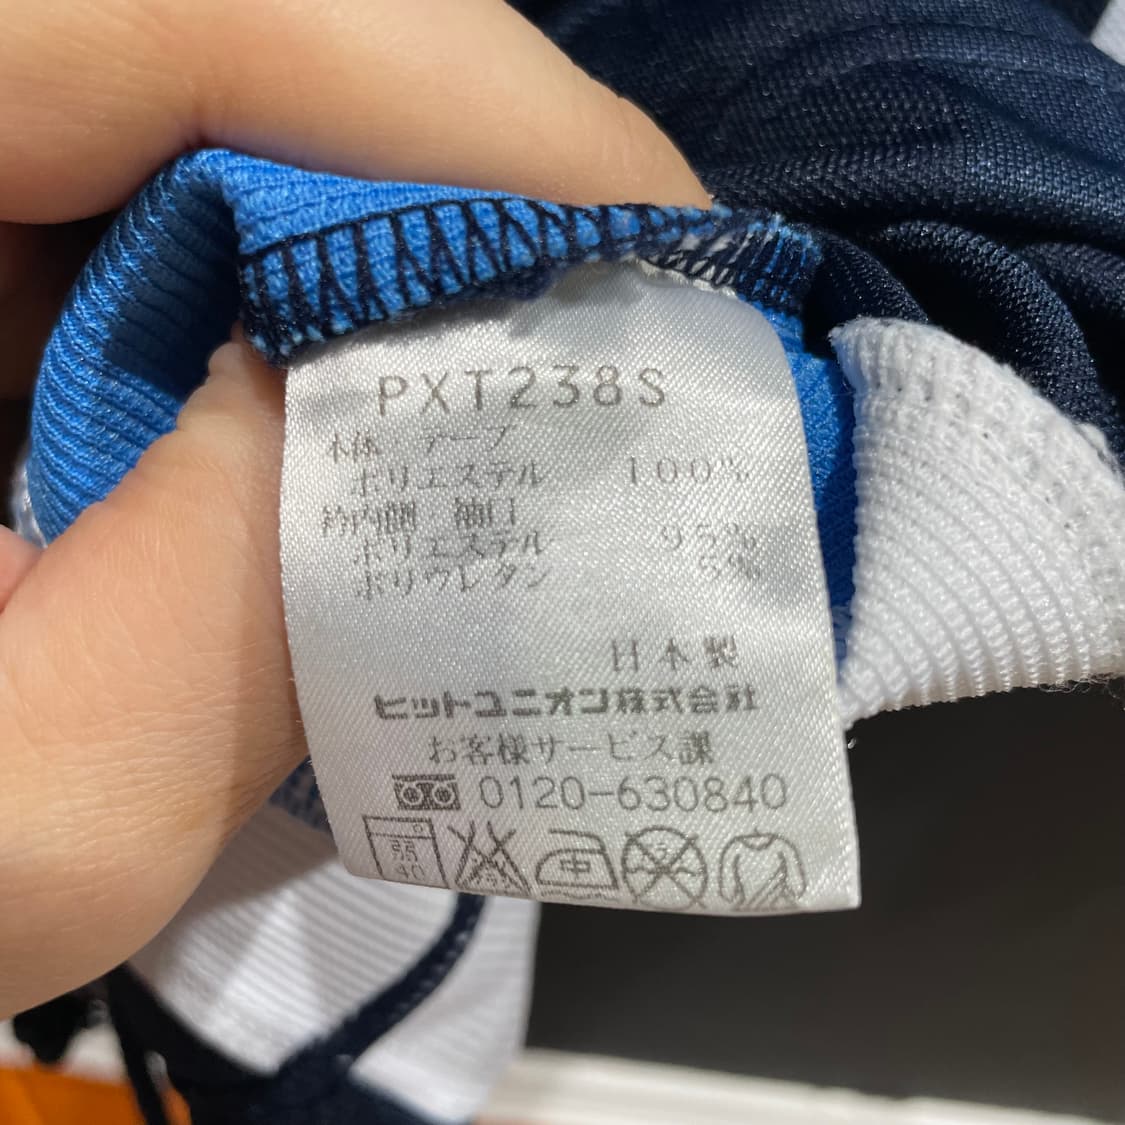 PXT238S
本体 テープ
ポリエステル 100%
衿内側 袖口
ポリエステル 95%
ポリウレタン 5%
日本製
ヒットユニオン株式会社
お客様サービス課
0120-630840
弱 中
40